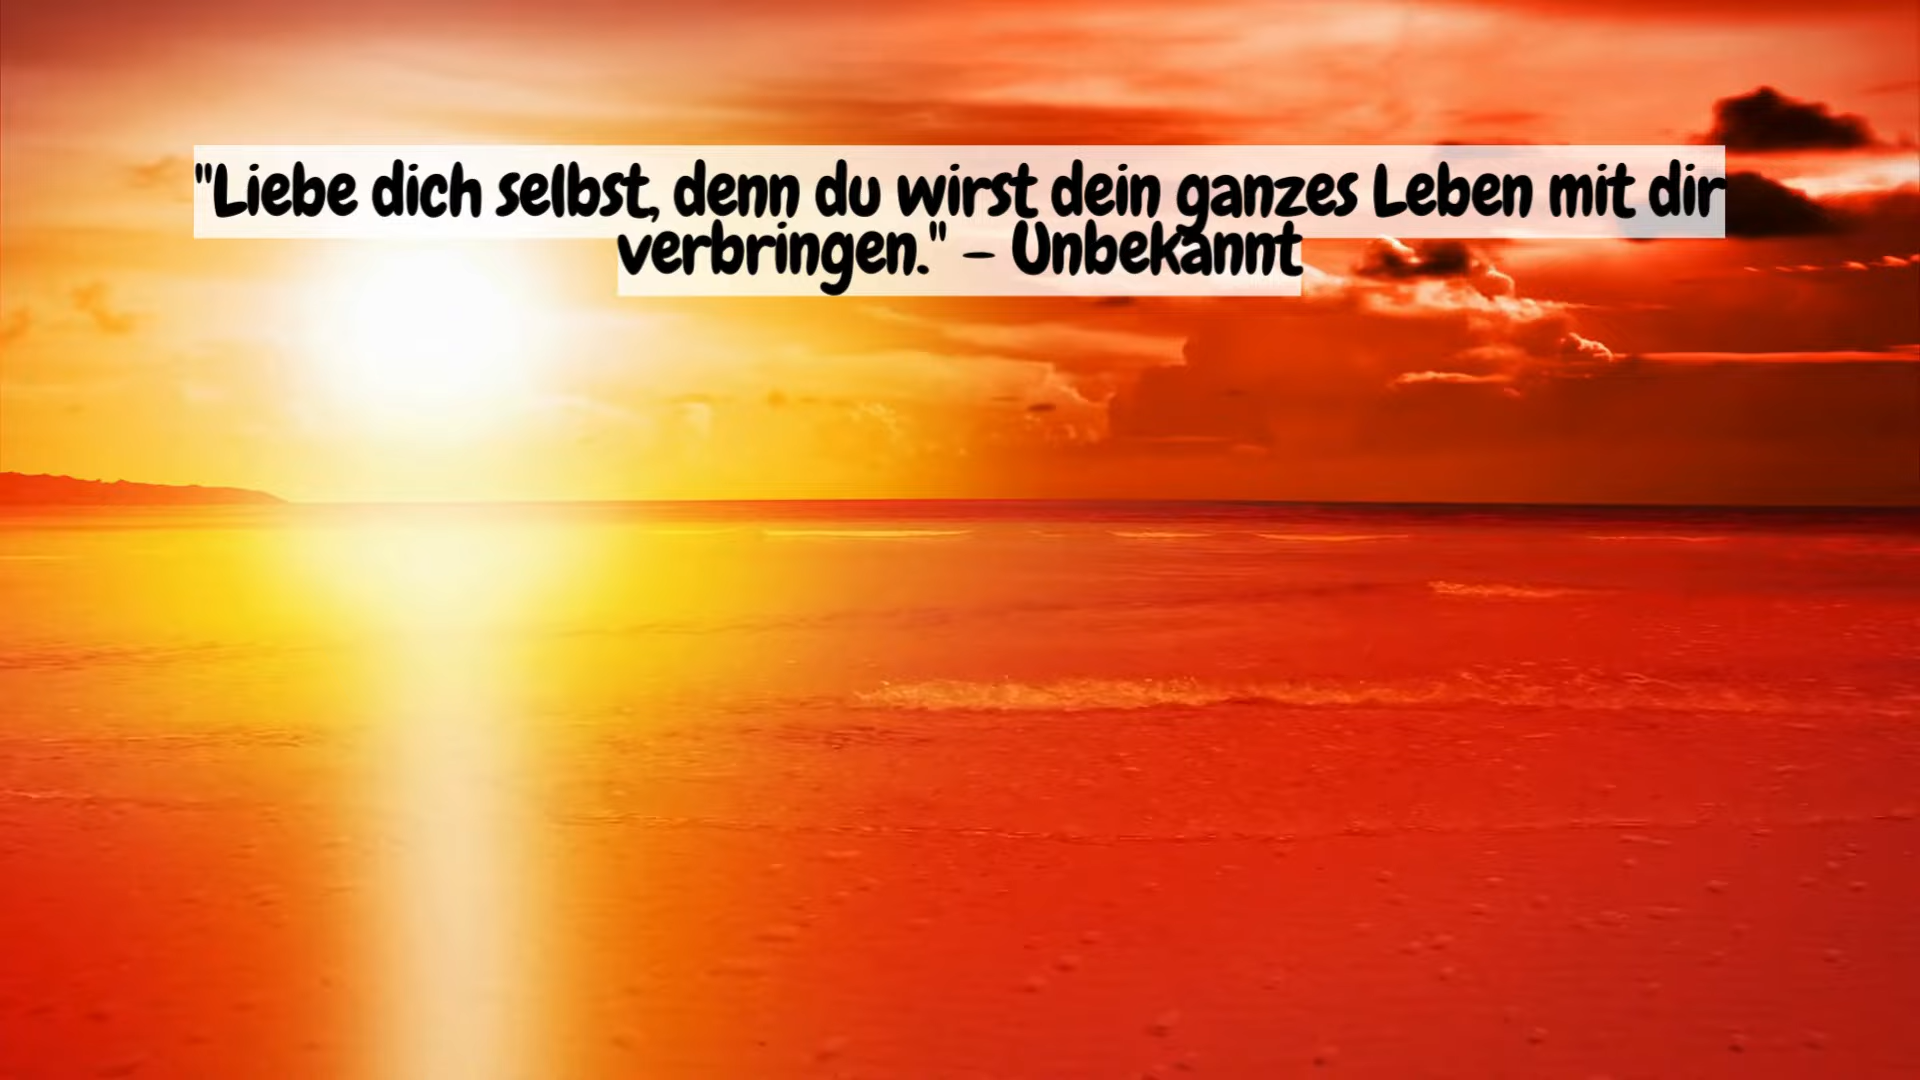 "Liebe dich selbst, denn du wirst dein ganzes Leben mit dir
verbringen." – Unbekannt